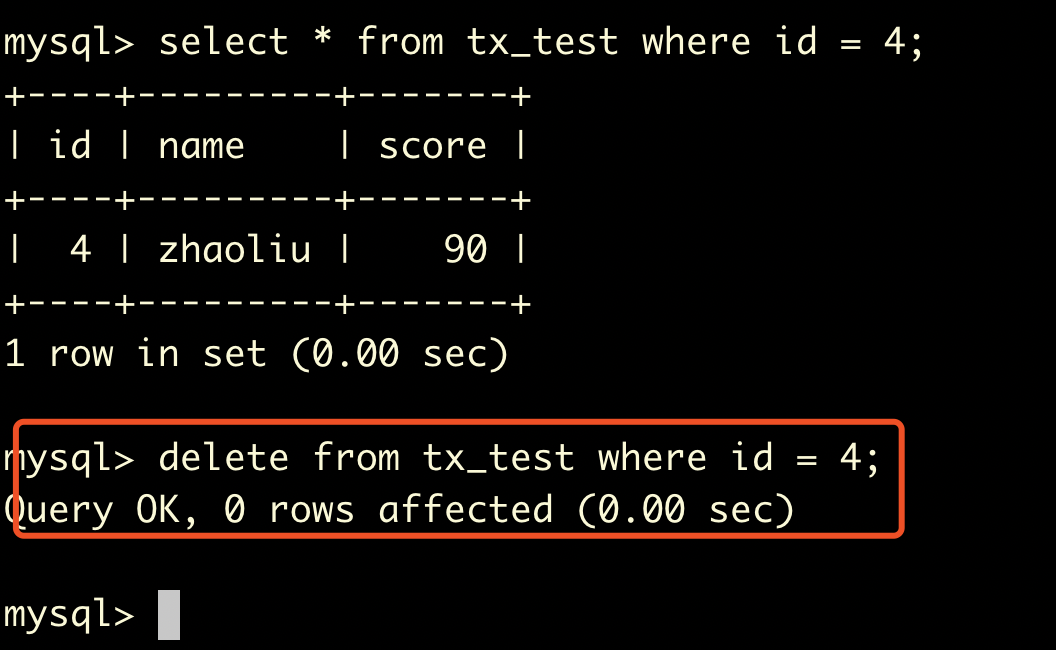 mysql> select * from tx_test where id = 4;
+----+---------+-------+
| id | name    | score |
+----+---------+-------+
|  4 | zhaoliu |    90 |
+----+---------+-------+
1 row in set (0.00 sec)
mysql> delete from tx_test where id = 4;
Query OK, 0 rows affected (0.00 sec)
mysql>